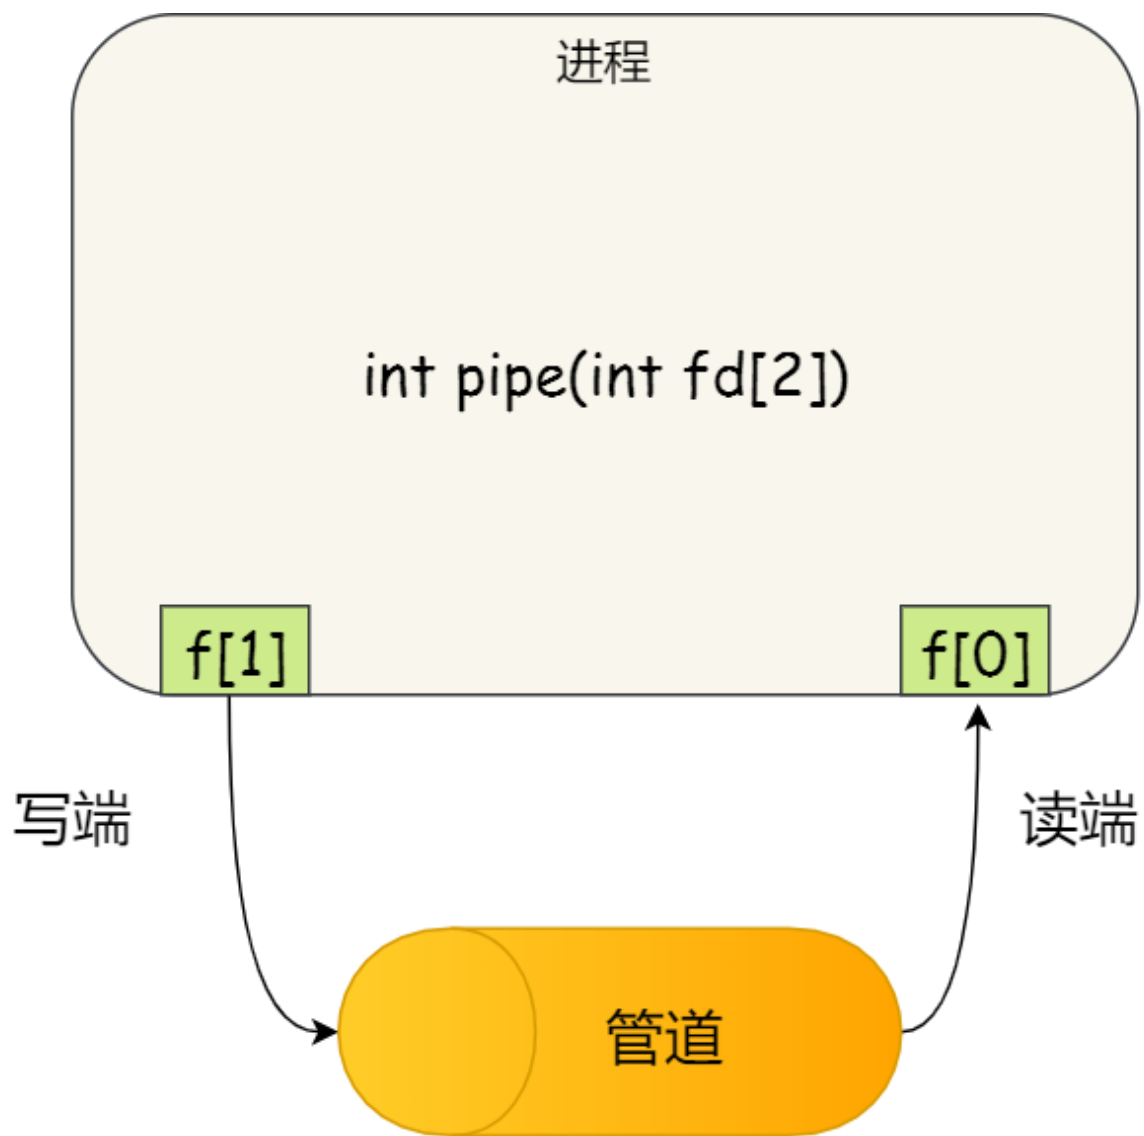 进程
int pipe(int fd[2])
f[1]
f[0]
写端
读端
管道